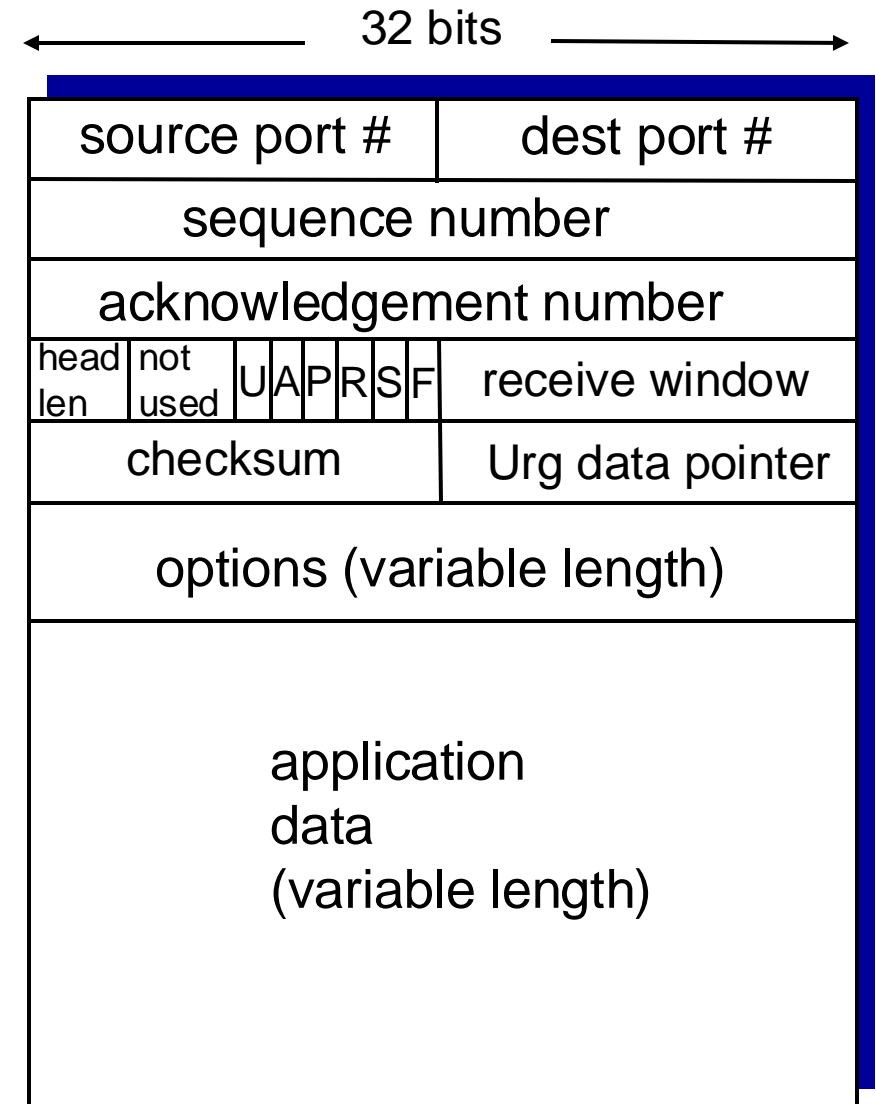 32 bits
source port # dest port #
sequence number
acknowledgement number
head len not used U A P R S F receive window
checksum Urg data pointer
options (variable length)
application
data
(variable length)